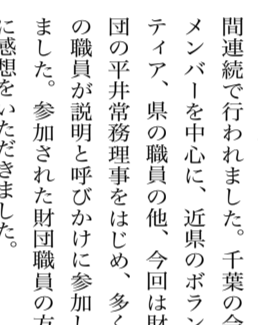 間連続で行われました。千葉の会
メンバーを中心に、近県のボラン
ティア、県の職員の他、今回は財
団の平井常務理事をはじめ、多く
の職員が説明と呼びかけに参加し
ました。参加された財団職員の方
に感想をいただきました。